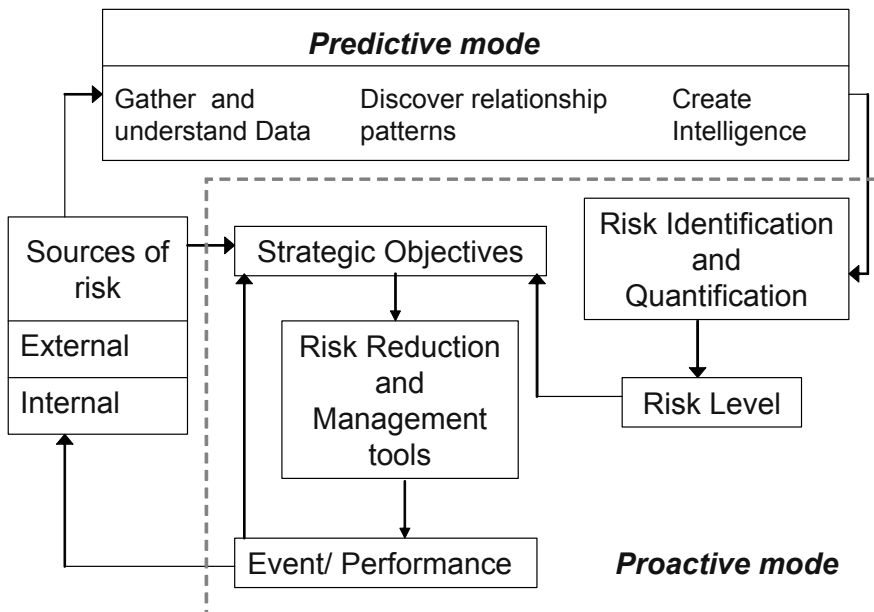 Predictive mode
Gather and
understand Data
Discover relationship
patterns
Create
Intelligence
Sources of
risk
External
Internal
Strategic Objectives
Risk Identification
and
Quantification
Risk Reduction
and
Management
tools
Risk Level
Event/ Performance
Proactive mode